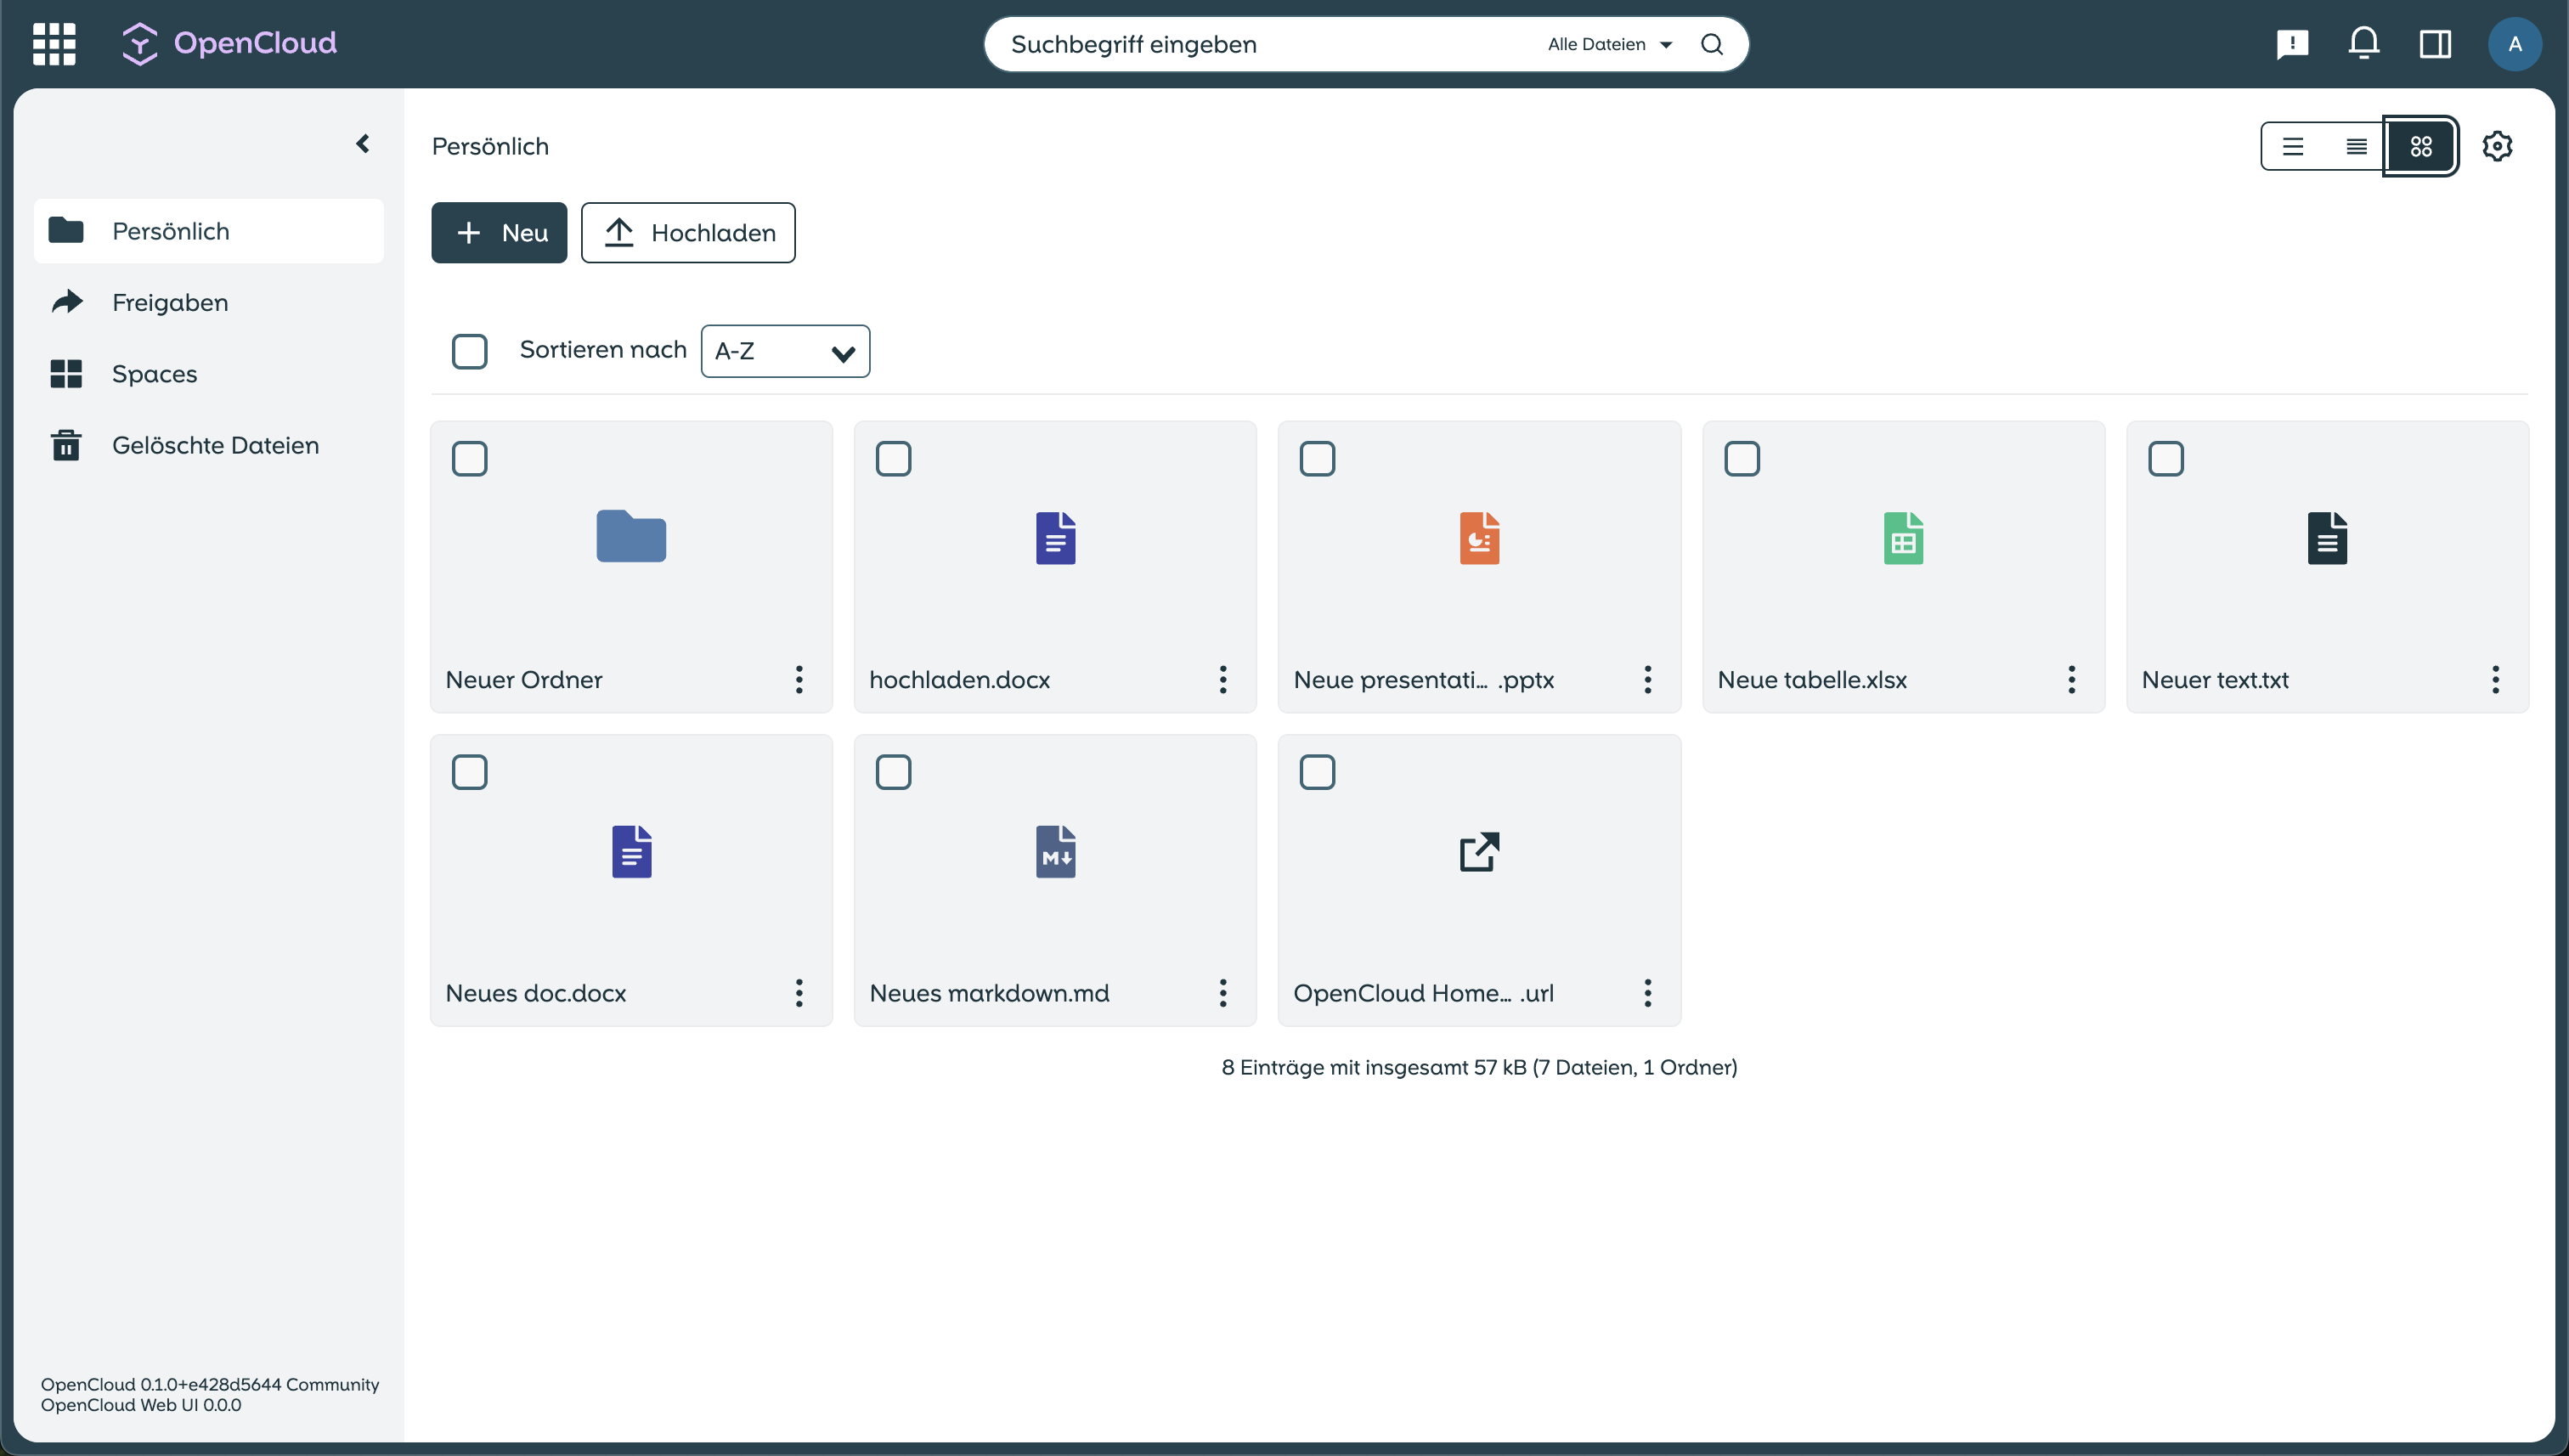 OpenCloud
Suchbegriff eingeben
Alle Dateien
A
Persönlich
Freigaben
Spaces
Gelöschte Dateien
Persönlich
Neu
Hochladen
Sortieren nach
A-Z
Neuer Ordner
hochladen.docx
Neue presentati... .pptx
Neue tabelle.xlsx
Neuer text.txt
M
Neues doc.docx
Neues markdown.md
OpenCloud Home... .url
8 Einträge mit insgesamt 57 kB (7 Dateien, 1 Ordner)
OpenCloud 0.1.0+e428d5644 Community
OpenCloud Web UI 0.0.0